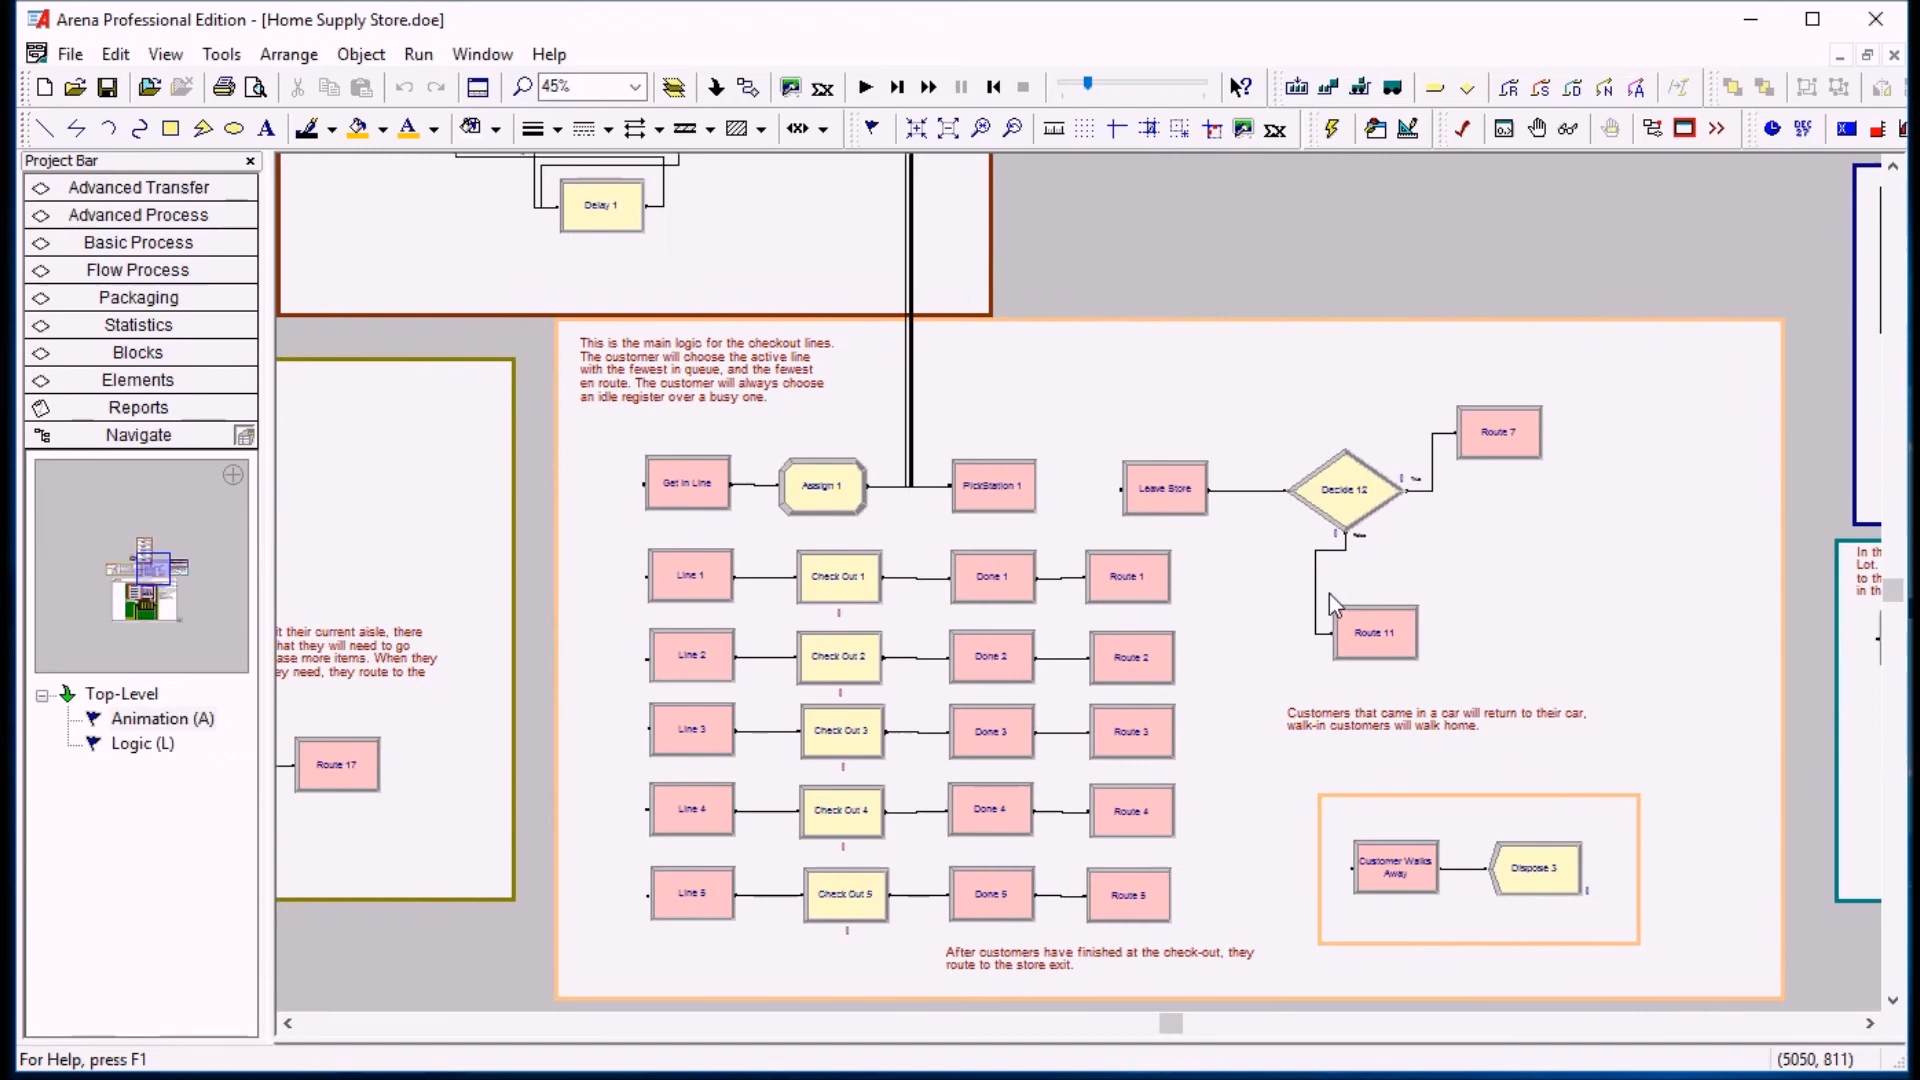 Arena Professional Edition - [Home Supply Store.doe]
File Edit View Tools Arrange Object Run Window Help
45%
Project Bar
Advanced Transfer
Advanced Process
Basic Process
Flow Process
Packaging
Statistics
Blocks
Elements
Reports
Navigate
Top-Level
Animation (A)
Logic (L)
Delay 1
This is the main logic for the checkout lines.
The customer will choose the active line
with the fewest in queue, and the fewest
en route. The customer will always choose
an idle register over a busy one.
Get in Line
Assign 1
PickStation 1
Leave Store
Decide 12
True
False
Route 7
Route 11
Line 1
Check Out 1
Done 1
Route 1
Line 2
Check Out 2
Done 2
Route 2
Line 3
Check Out 3
Done 3
Route 3
Line 4
Check Out 4
Done 4
Route 4
Line 5
Check Out 5
Done 5
Route 5
After customers have finished at the check-out, they
route to the store exit.
Customers that came in a car will return to their car,
walk-in customers will walk home.
Customer Walks
Away
Dispose 3
it their current aisle, there
hat they will need to go
ase more items. When they
ey need, they route to the
Route 17
In th
Lot.
to th
in th
For Help, press F1
(5050, 811)